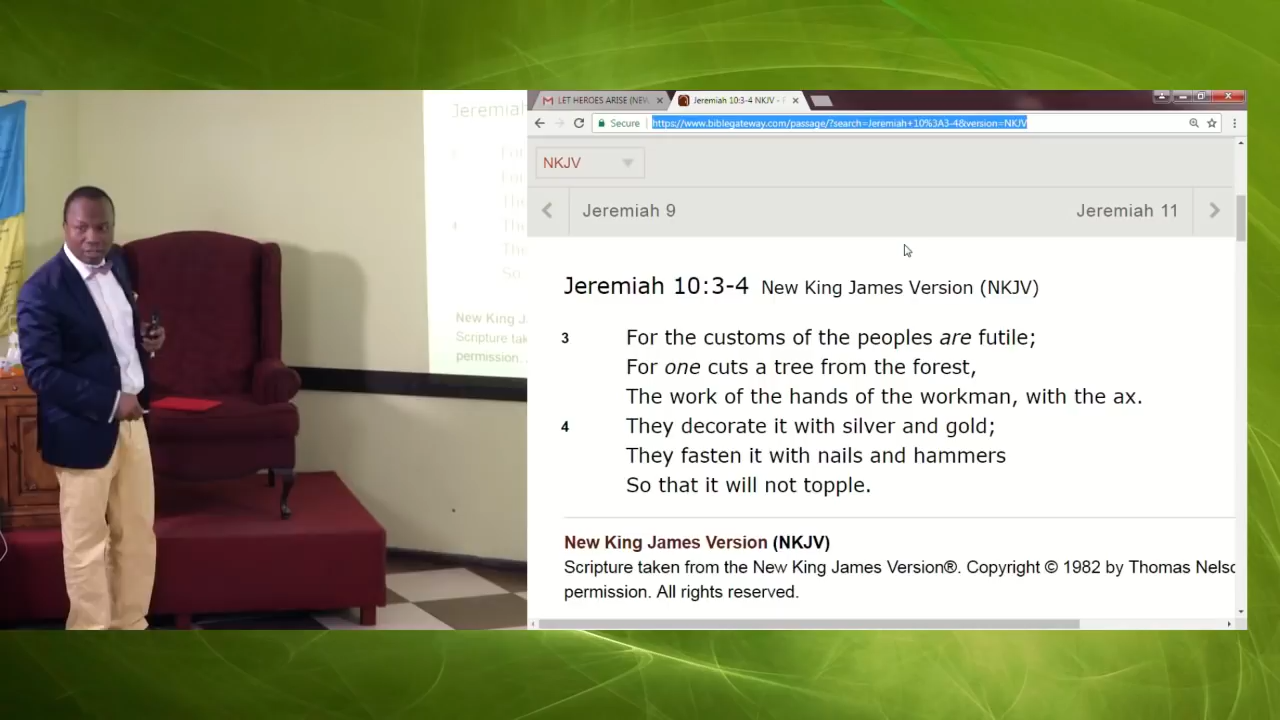 Jeremiah
New King J
Scripture tak
permission.
LET HEROES ARISE (NEW
Jeremiah 10:3-4 NKJV -
Secure
https://www.biblegateway.com/passage/?search=Jeremiah+10%3A3-4&version=NKJV
NKJV
Jeremiah 9
Jeremiah 11
Jeremiah 10:3-4 New King James Version (NKJV)
3 For the customs of the peoples are futile;
For one cuts a tree from the forest,
The work of the hands of the workman, with the ax.
4 They decorate it with silver and gold;
They fasten it with nails and hammers
So that it will not topple.
New King James Version (NKJV)
Scripture taken from the New King James Version®. Copyright © 1982 by Thomas Nelso
permission. All rights reserved.